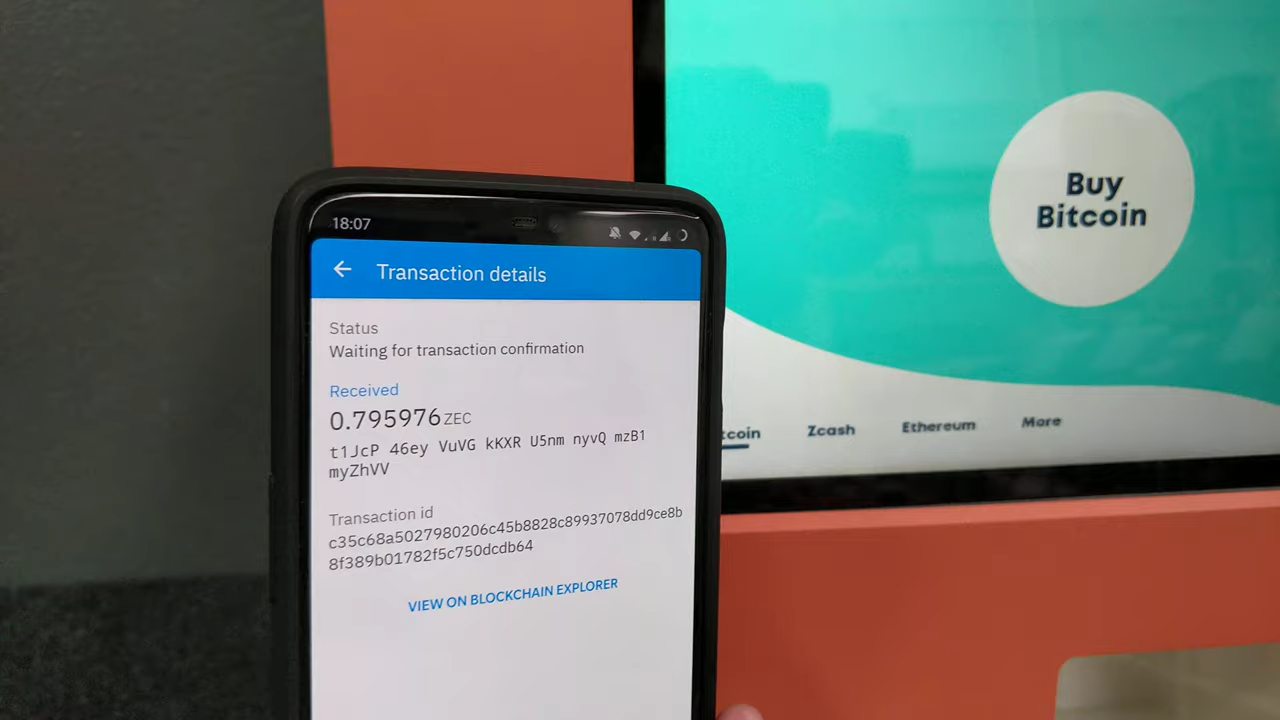 18:07
Transaction details
Status
Waiting for transaction confirmation
Received
0.795976 ZEC
t1JcP 46ey VuVG kKXR U5nm nyvQ mzB1
myZhVV
Transaction id
c35c68a5027980206c45b8828c89937078dd9ce8b
8f389b01782f5c750dcdb64
VIEW ON BLOCKCHAIN EXPLORER
Buy
Bitcoin
tcoin Zcash Ethereum More